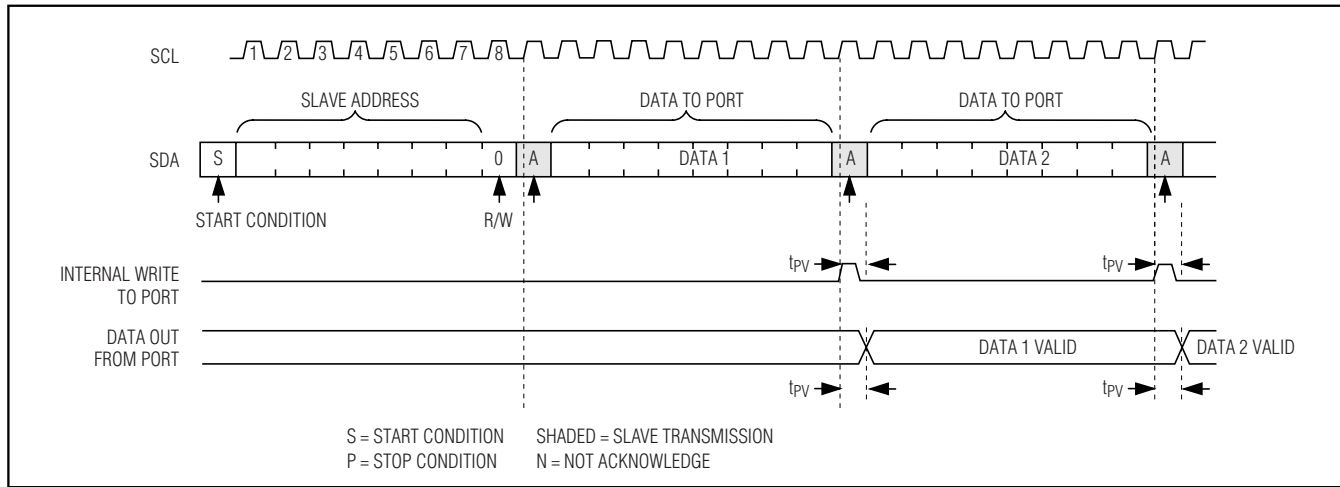 SCL 1 2 3 4 5 6 7 8
SLAVE ADDRESS DATA TO PORT DATA TO PORT
SDA S 0 A DATA 1 A DATA 2 A
START CONDITION R/W
tPV tPV
INTERNAL WRITE
TO PORT
DATA OUT
FROM PORT
DATA 1 VALID DATA 2 VALID
tPV tPV
S = START CONDITION SHADED = SLAVE TRANSMISSION
P = STOP CONDITION N = NOT ACKNOWLEDGE